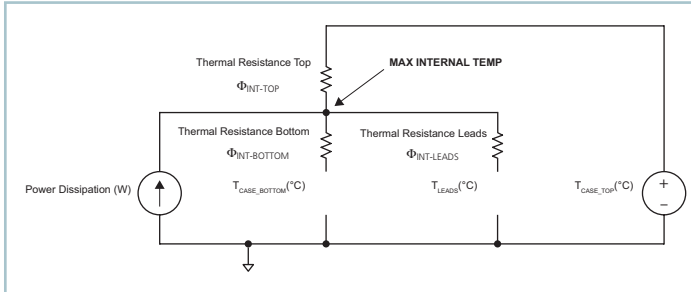 Thermal Resistance Top
MAX INTERNAL TEMP
ΦINT-TOP
Thermal Resistance Bottom
Thermal Resistance Leads
ΦINT-BOTTOM
ΦINT-LEADS
Power Dissipation (W)
TCASE_BOTTOM(°C)
TLEADS(°C)
TCASE_TOP(°C)
+
–